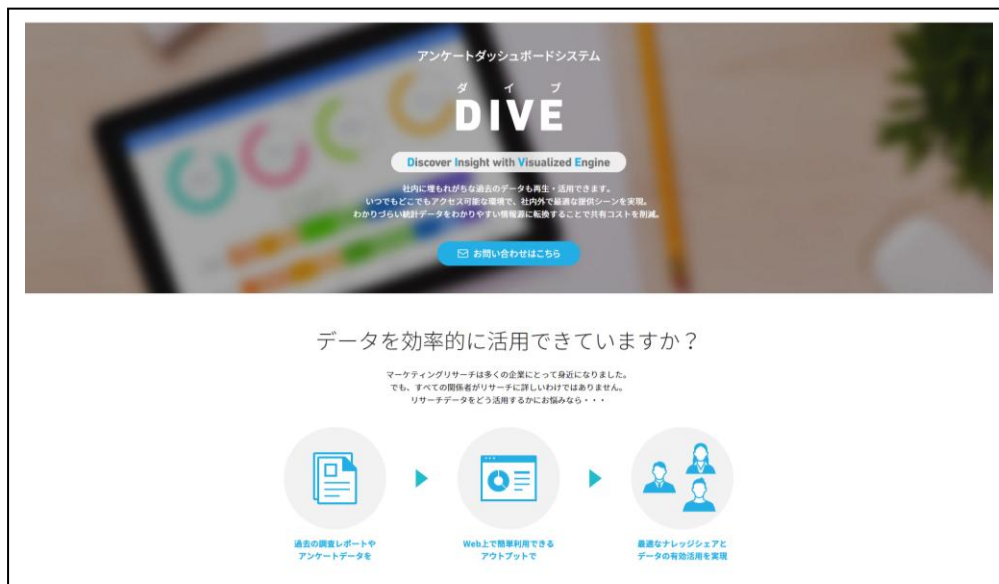 アンケートダッシュボードシステム
ダイブ
DIVE
Discover Insight with Visualized Engine
社内に埋もれがちな過去のデータも再生・活用できます。
いつでもどこでもアクセス可能な環境で、社内外で最適な提供シーンを実現。
わかりづらい統計データをわかりやすい情報源に転換することで共有コストを削減。
お問い合わせはこちら
データを効率的に活用できていますか？
マーケティングリサーチは多くの企業にとって身近になりました。
でも、すべての関係者がリサーチに詳しいわけではありません。
リサーチデータをどう活用するかにお悩みなら・・・
過去の調査レポートや
アンケートデータを
Web上で簡単利用できる
アウトプットで
最適なナレッジシェアと
データの有効活用を実現